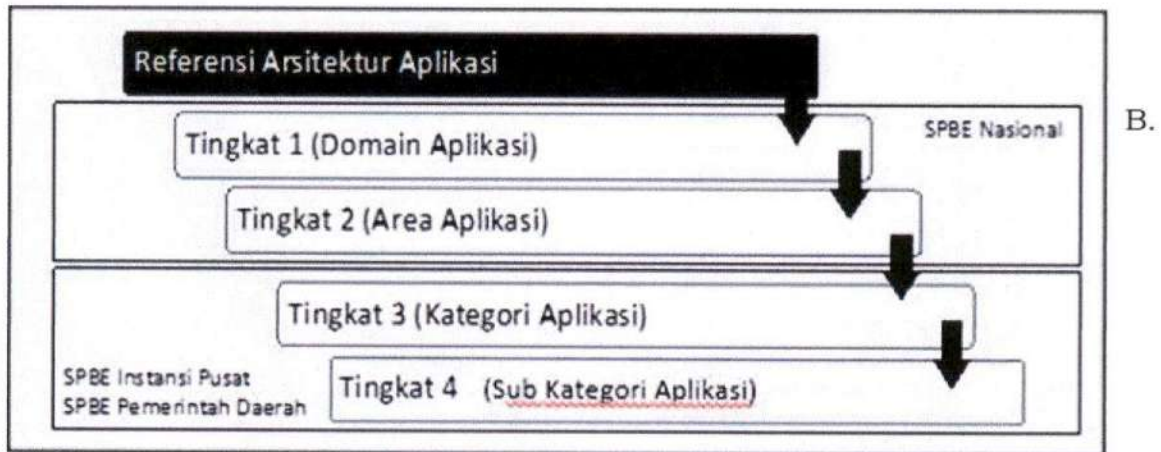 Referensi Arsitektur Aplikasi
SPBE Nasional
B.
Tingkat 1 (Domain Aplikasi)
Tingkat 2 (Area Aplikasi)
Tingkat 3 (Kategori Aplikasi)
SPBE Instansi Pusat
SPBE Pemerintah Daerah
Tingkat 4 (Sub Kategori Aplikasi)